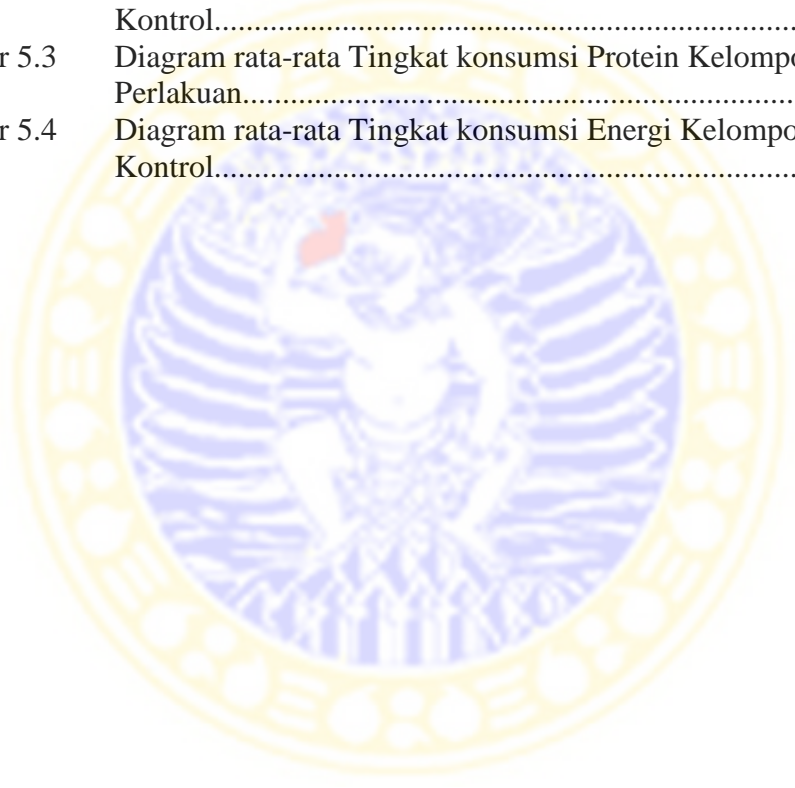 Kontrol..........................................................................
r 5.3 Diagram rata-rata Tingkat konsumsi Protein Kelompo
Perlakuan......................................................................
r 5.4 Diagram rata-rata Tingkat konsumsi Energi Kelompo
Kontrol..........................................................................